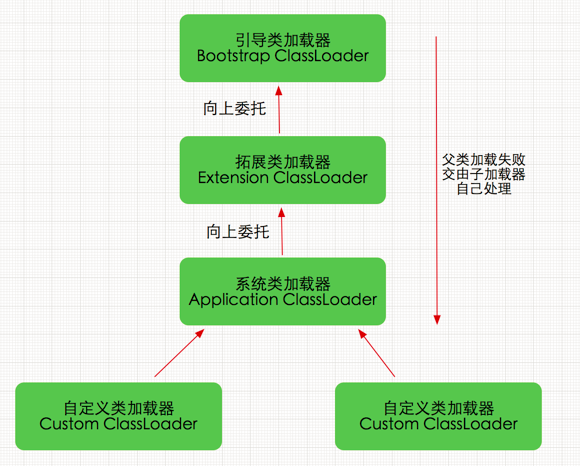 引导类加载器
Bootstrap ClassLoader
向上委托
拓展类加载器
Extension ClassLoader
父类加载失败
交由子加载器
自己处理
向上委托
系统类加载器
Application ClassLoader
自定义类加载器
Custom ClassLoader
自定义类加载器
Custom ClassLoader